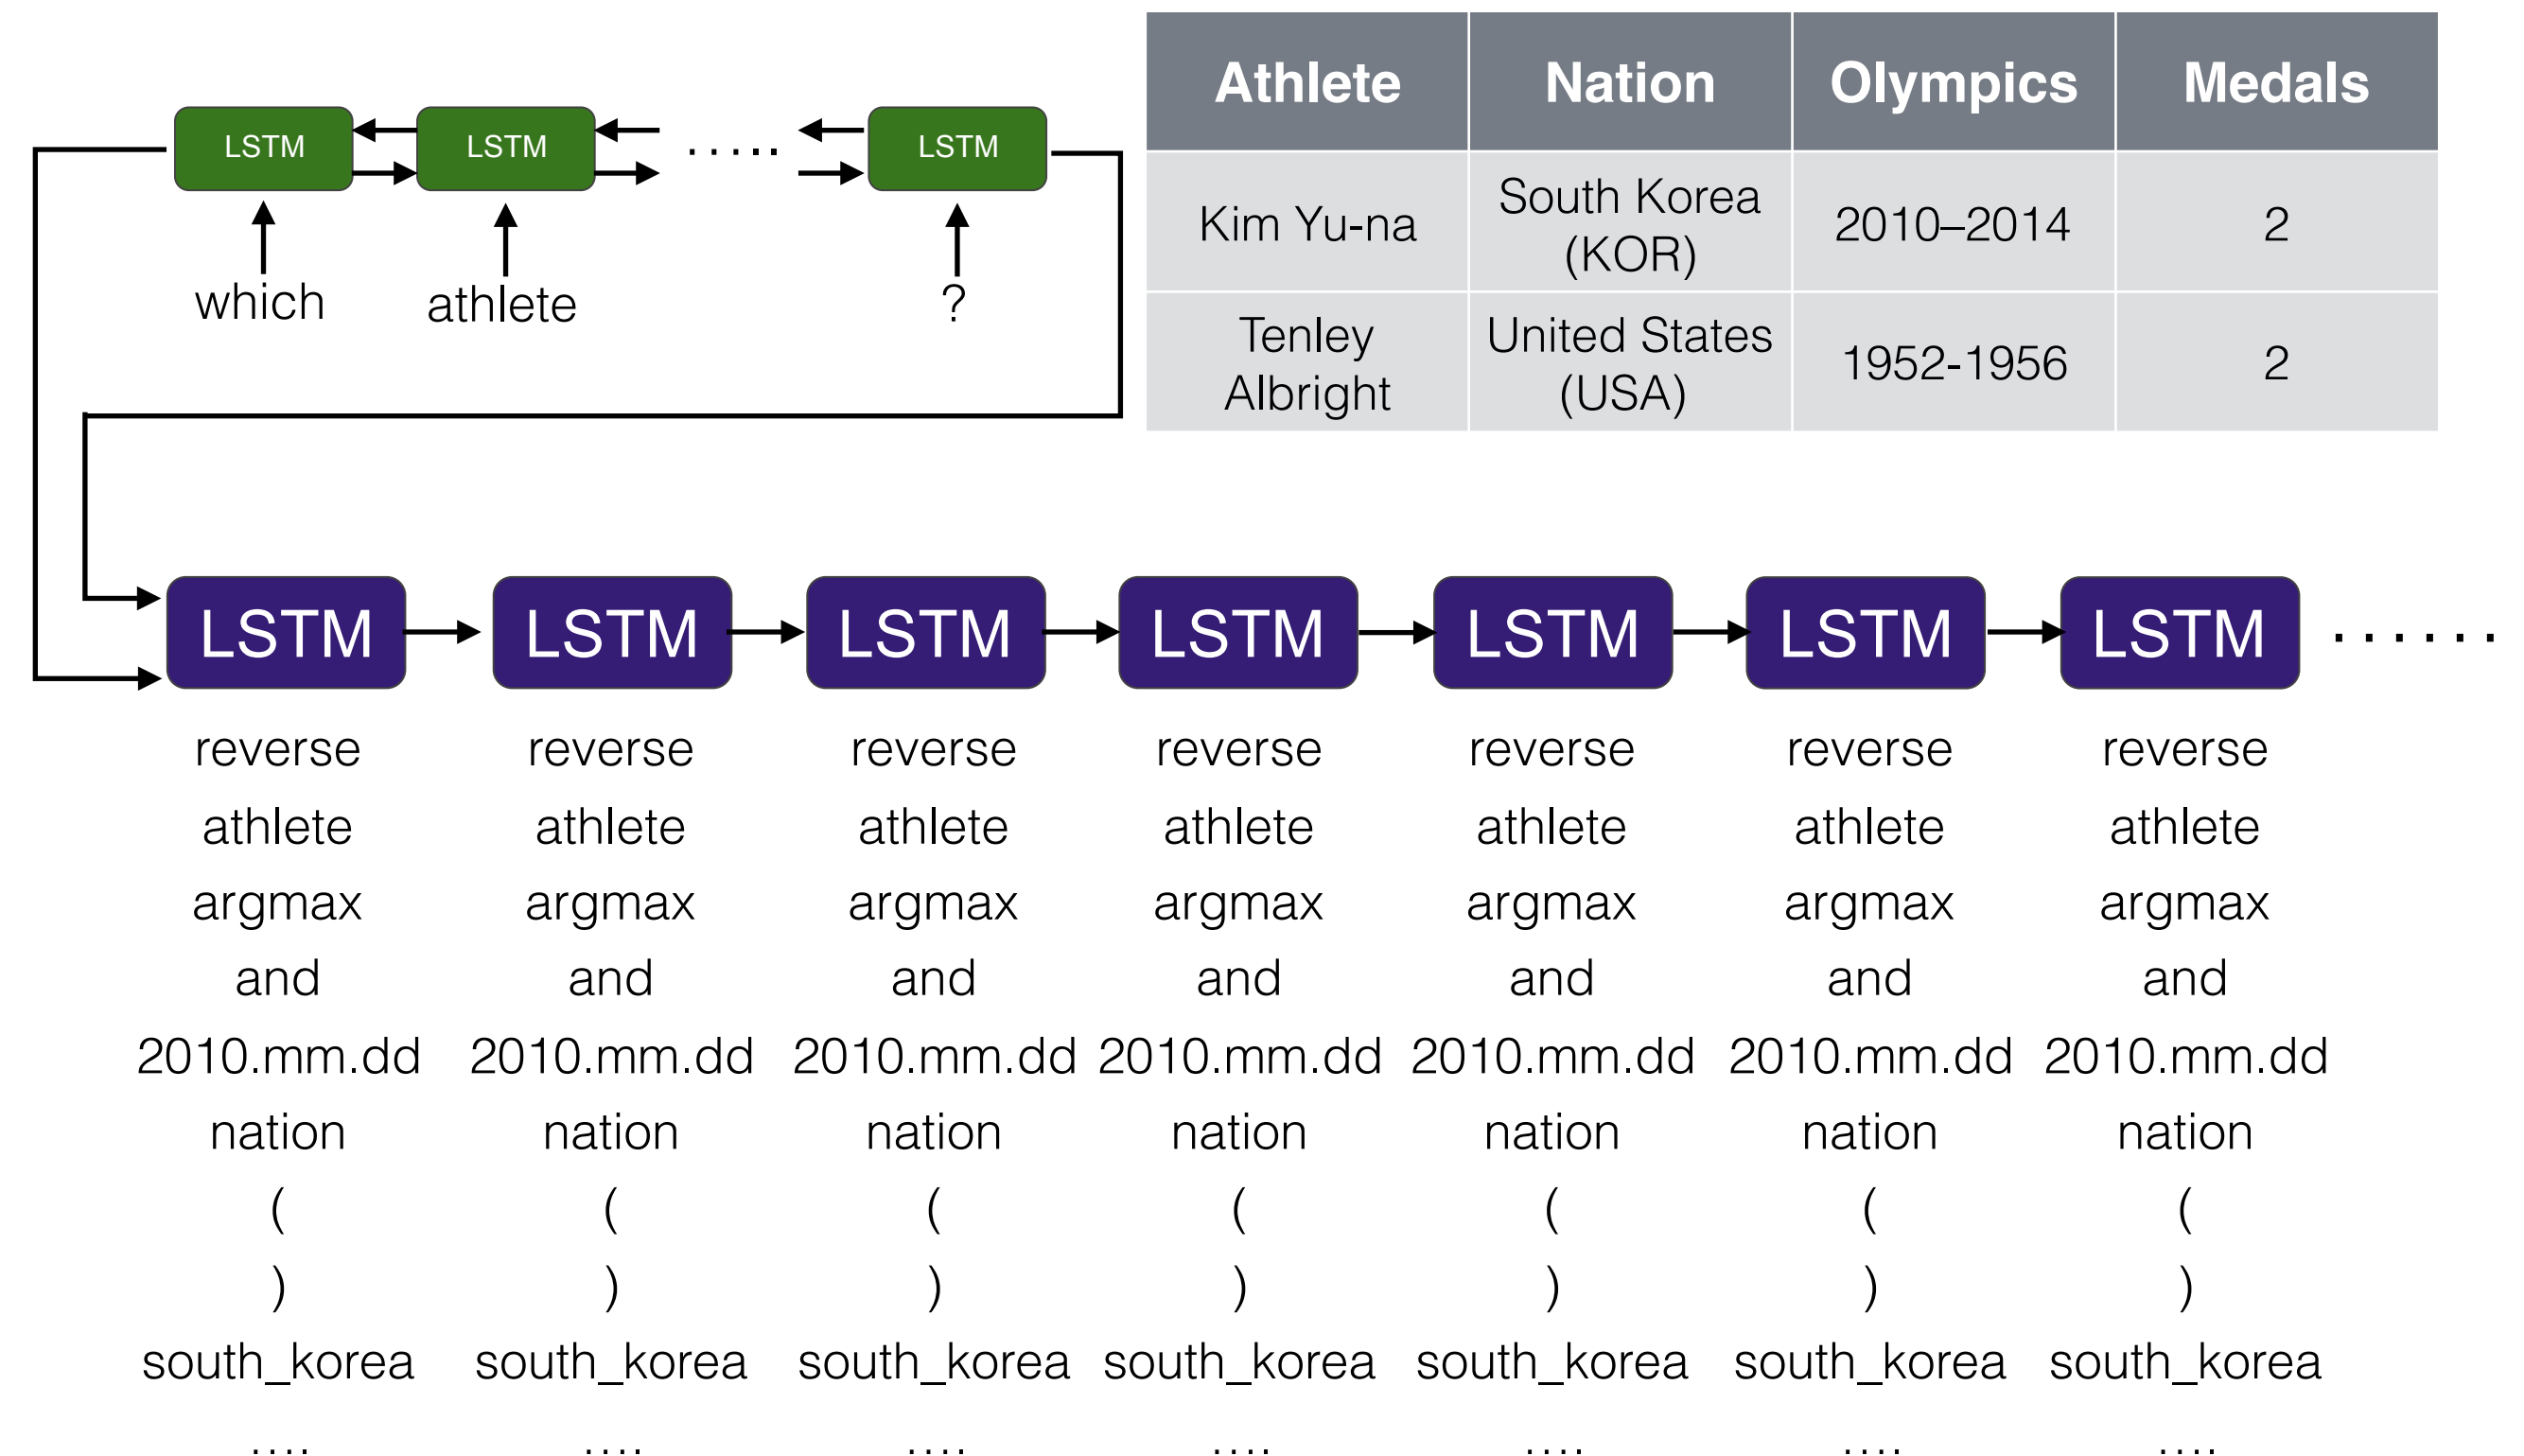 LSTM LSTM ..... LSTM
which athlete ?
Athlete Nation Olympics Medals
Kim Yu-na South Korea (KOR) 2010–2014 2
Tenley Albright United States (USA) 1952-1956 2
LSTM LSTM LSTM LSTM LSTM LSTM LSTM ......
reverse reverse reverse reverse reverse reverse reverse
athlete athlete athlete athlete athlete athlete athlete
argmax argmax argmax argmax argmax argmax argmax
and and and and and and and
2010.mm.dd 2010.mm.dd 2010.mm.dd 2010.mm.dd 2010.mm.dd 2010.mm.dd 2010.mm.dd
nation nation nation nation nation nation nation
( ( ( ( ( ( (
) ) ) ) ) ) )
south_korea south_korea south_korea south_korea south_korea south_korea south_korea
.... .... .... .... .... .... ....